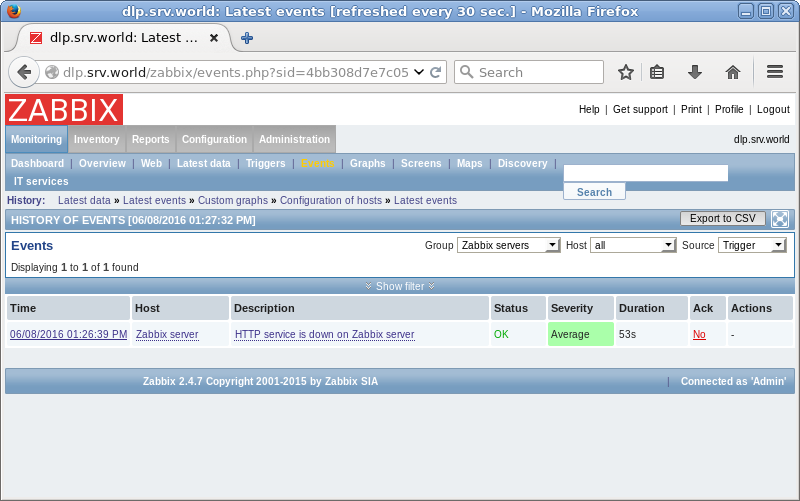 dlp.srv.world: Latest events [refreshed every 30 sec.] - Mozilla Firefox
dlp.srv.world: Latest ...
dlp.srv.world/zabbix/events.php?sid=4bb308d7e7c05
Search
ZABBIX
Help | Get support | Print | Profile | Logout
Monitoring Inventory Reports Configuration Administration
dlp.srv.world
Dashboard | Overview | Web | Latest data | Triggers | Events | Graphs | Screens | Maps | Discovery |
IT services
Search
History: Latest data » Latest events » Custom graphs » Configuration of hosts » Latest events
HISTORY OF EVENTS [06/08/2016 01:27:32 PM]
Export to CSV
Events
Group Zabbix servers Host all Source Trigger
Displaying 1 to 1 of 1 found
Show filter
Time Host Description Status Severity Duration Ack Actions
06/08/2016 01:26:39 PM Zabbix server HTTP service is down on Zabbix server OK Average 53s No -
Zabbix 2.4.7 Copyright 2001-2015 by Zabbix SIA | Connected as 'Admin'